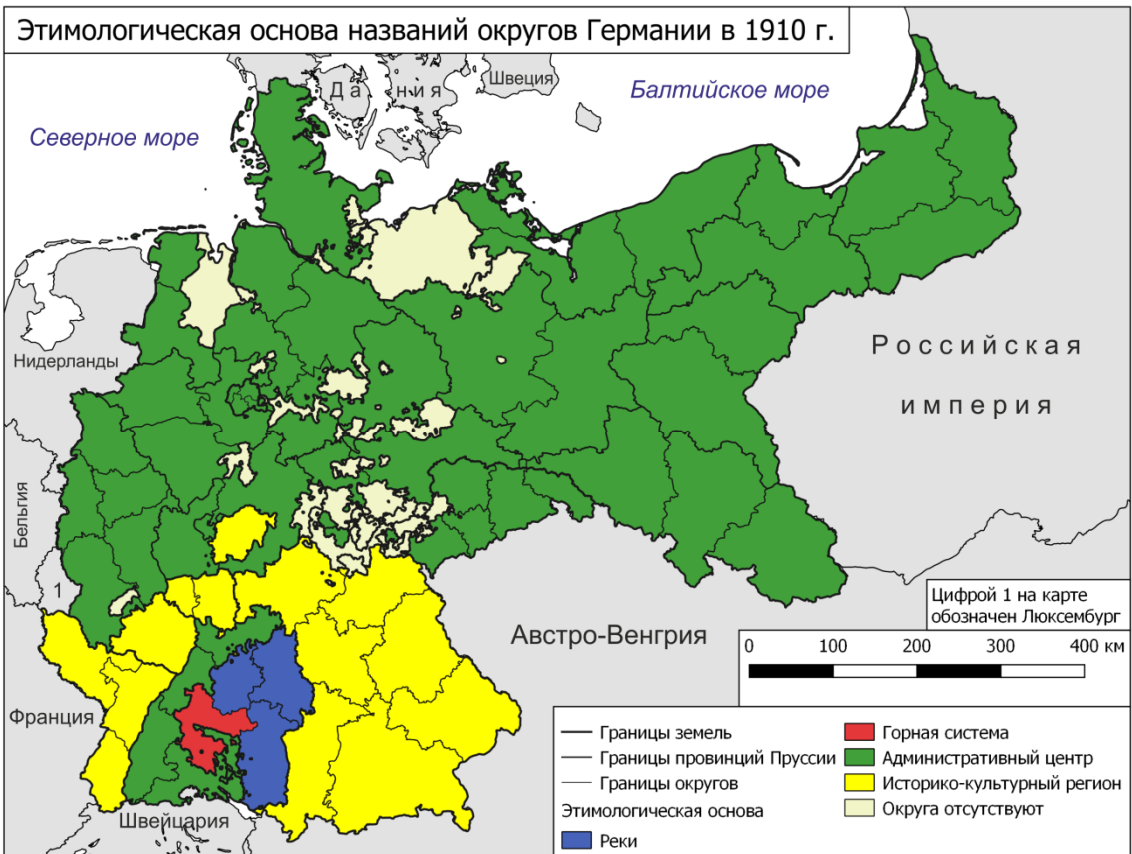 Этимологическая основа названий округов Германии в 1910 г.
Швеция
Дания
Балтийское море
Северное море
Нидерланды
Российская
империя
Бельгия
1
Цифрой 1 на карте
обозначен Люксембург
Австро-Венгрия
0 100 200 300 400 км
Франция
Швейцария
Границы земель
Границы провинций Пруссии
Границы округов
Этимологическая основа
Реки
Горная система
Административный центр
Историко-культурный регион
Округа отсутствуют